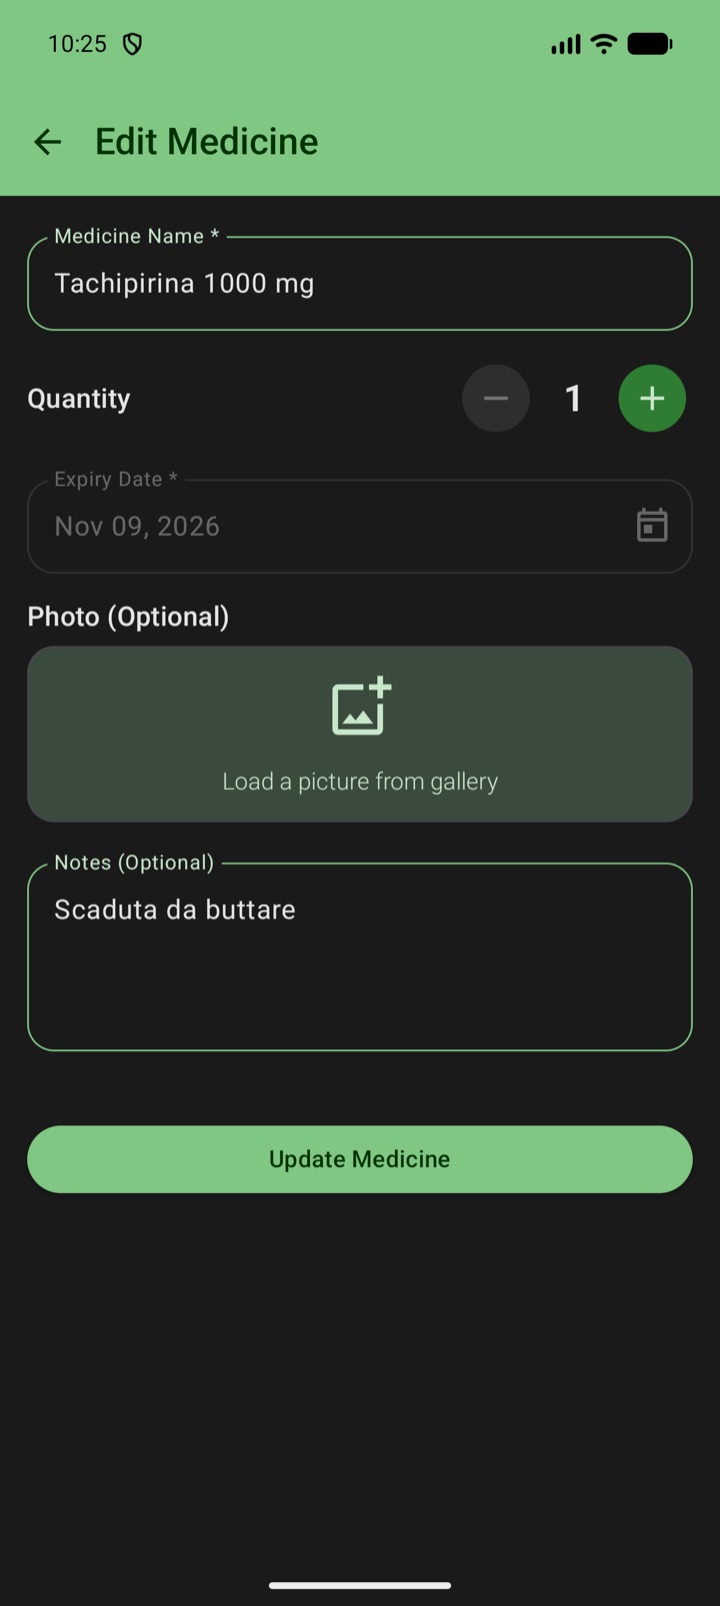 10:25
Edit Medicine
Medicine Name *
Tachipirina 1000 mg
Quantity
1
Expiry Date *
Nov 09, 2026
Photo (Optional)
Load a picture from gallery
Notes (Optional)
Scaduta da buttare
Update Medicine